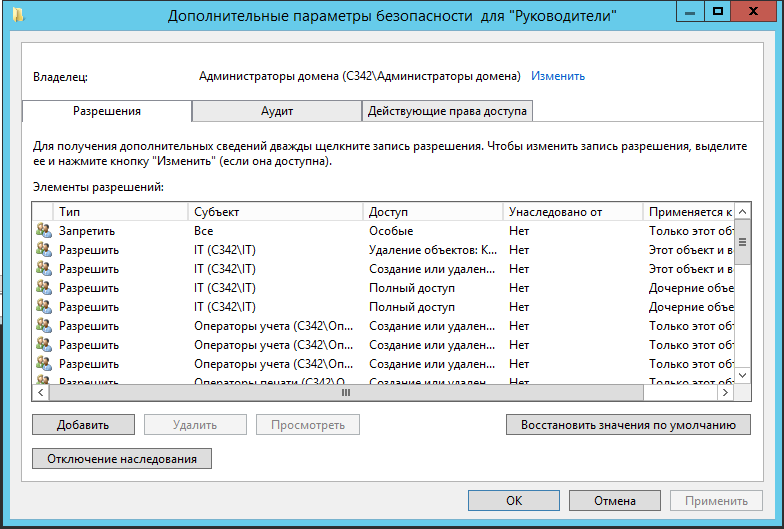 Дополнительные параметры безопасности для "Руководители"
Владелец: Администраторы домена (C342\Администраторы домена) Изменить
Разрешения Аудит Действующие права доступа
Для получения дополнительных сведений дважды щелкните запись разрешения. Чтобы изменить запись разрешения, выделите
ее и нажмите кнопку "Изменить" (если она доступна).
Элементы разрешений:
Тип Субъект Доступ Унаследовано от Применяется к
Запретить Все Особые Нет Только этот об
Разрешить IT (C342\IT) Удаление объектов: К... Нет Этот объект и в
Разрешить IT (C342\IT) Создание или удален... Нет Этот объект и в
Разрешить IT (C342\IT) Полный доступ Нет Дочерние объе
Разрешить IT (C342\IT) Полный доступ Нет Дочерние объе
Разрешить Операторы учета (C342\Оп... Создание или удален... Нет Только этот об
Разрешить Операторы учета (C342\Оп... Создание или удален... Нет Только этот об
Разрешить Операторы учета (C342\Оп... Создание или удален... Нет Только этот об
Разрешить Операторы печати (C342\О... Создание или удален... Нет Только этот об
Добавить Удалить Просмотреть Восстановить значения по умолчанию
Отключение наследования
ОК Отмена Применить